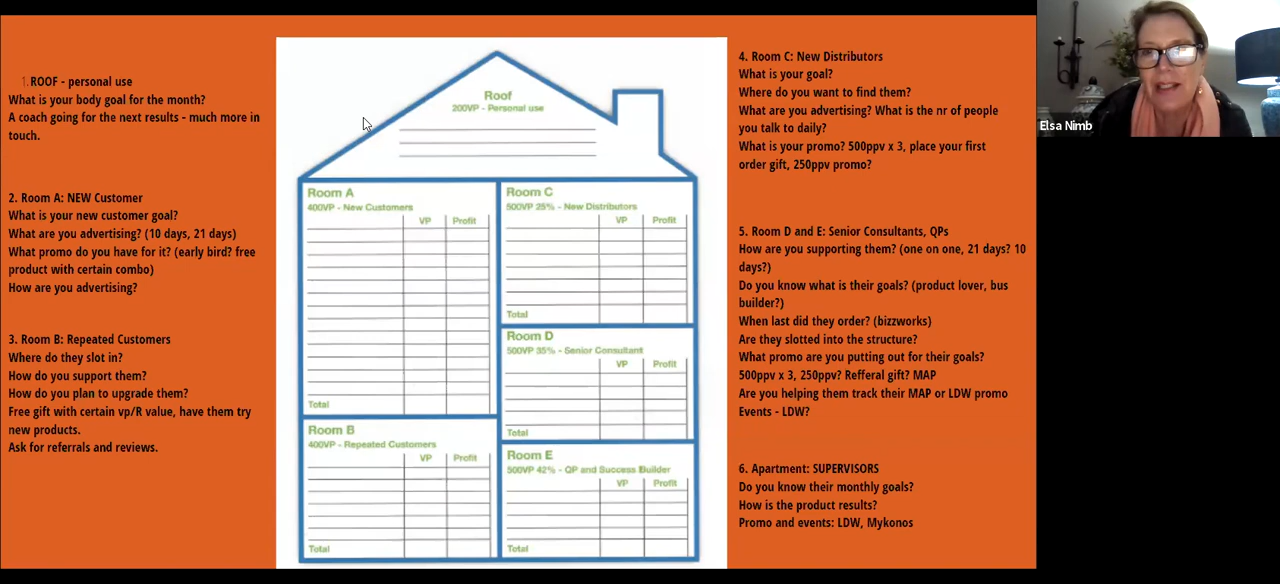 1. ROOF - personal use
What is your body goal for the month?
A coach going for the next results - much more in
touch.
2. Room A: NEW Customer
What is your new customer goal?
What are you advertising? (10 days, 21 days)
What promo do you have for it? (early bird? free
product with certain combo)
How are you advertising?
3. Room B: Repeated Customers
Where do they slot in?
How do you support them?
How do you plan to upgrade them?
Free gift with certain vp/R value, have them try
new products.
Ask for referrals and reviews.
Roof
200VP - Personal use
Room A
400VP - New Customers
VP Profit
Total
Room B
400VP - Repeated Customers
VP Profit
Total
Room C
500VP 25% - New Distributors
VP Profit
Total
Room D
500VP 35% - Senior Consultant
VP Profit
Total
Room E
500VP 42% - QP and Success Builder
VP Profit
Total
4. Room C: New Distributors
What is your goal?
Where do you want to find them?
What are you advertising? What is the nr of people
you talk to daily?
What is your promo? 500ppv x 3, place your first
order gift, 250ppv promo?
5. Room D and E: Senior Consultants, QPs
How are you supporting them? (one on one, 21 days? 10
days?)
Do you know what is their goals? (product lover, bus
builder?)
When last did they order? (bizzworks)
Are they slotted into the structure?
What promo are you putting out for their goals?
500ppv x 3, 250ppv? Refferal gift? MAP
Are you helping them track their MAP or LDW promo
Events - LDW?
6. Apartment: SUPERVISORS
Do you know their monthly goals?
How is the product results?
Promo and events: LDW, Mykonos
Elsa Nimb